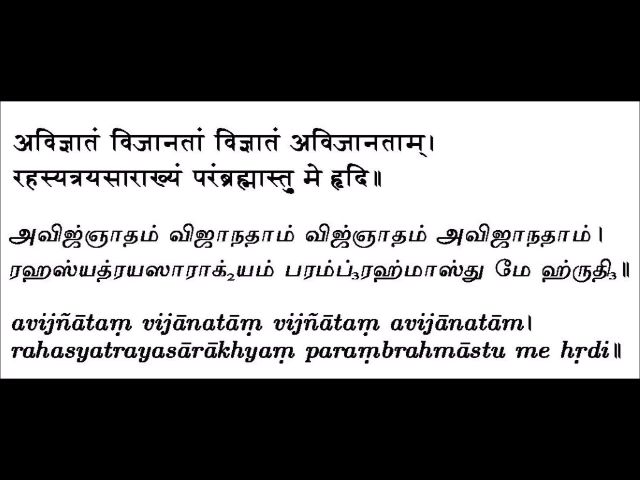 अविज्ञातं विजानतां विज्ञातं अविजानताम्।
रहस्यत्रयसाराख्यं परंब्रह्मास्तु मे हृदि॥
அவிஜ்ஞாதம் விஜாநதாம் விஜ்ஞாதம் அவிஜாநதாம்।
ரஹஸ்யத்ரயஸாராக்₂யம் பரம்ப்₃ரஹ்மாஸ்து மே ஹ்ருதி₃॥
avijñātaṃ vijānatāṃ vijñātaṃ avijānatām।
rahasyatrayasārākhyaṃ paraṃbrahmāstu me hṛdi॥